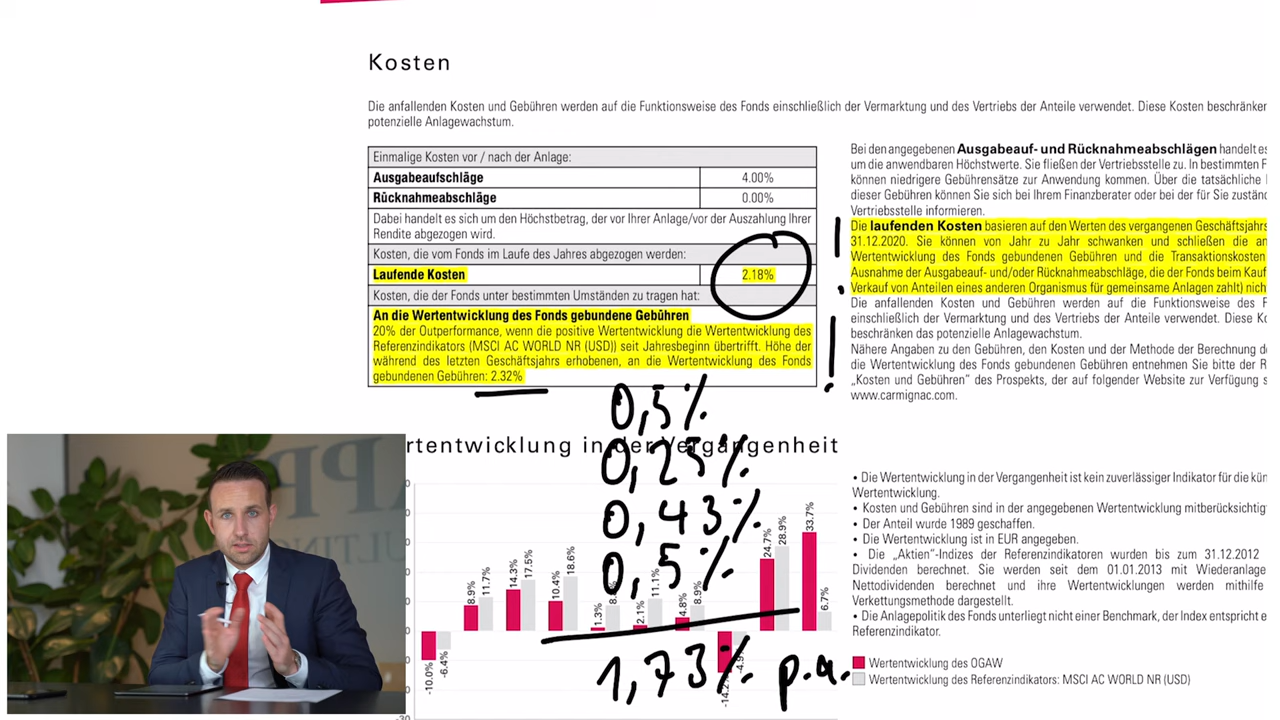 Kosten
Die anfallenden Kosten und Gebühren werden auf die Funktionsweise des Fonds einschließlich der Vermarktung und des Vertriebs der Anteile verwendet. Diese Kosten beschränken
potenzielle Anlagewachstum.
Einmalige Kosten vor / nach der Anlage:
Ausgabeaufschläge 4.00%
Rücknahmeabschläge 0.00%
Dabei handelt es sich um den Höchstbetrag, der vor Ihrer Anlage/vor der Auszahlung Ihrer
Rendite abgezogen wird.
Kosten, die vom Fonds im Laufe des Jahres abgezogen werden:
Laufende Kosten 2.18%
Kosten, die der Fonds unter bestimmten Umständen zu tragen hat:
An die Wertentwicklung des Fonds gebundene Gebühren
20% der Outperformance, wenn die positive Wertentwicklung die Wertentwicklung des
Referenzindikators (MSCI AC WORLD NR (USD)) seit Jahresbeginn übertrifft. Höhe der
während des letzten Geschäftsjahrs erhobenen, an die Wertentwicklung des Fonds
gebundenen Gebühren: 2.32%
Bei den angegebenen Ausgabeauf- und Rücknahmeabschlägen handelt es
um die anwendbaren Höchstwerte. Sie fließen der Vertriebsstelle zu. In bestimmten F
können niedrigere Gebührensätze zur Anwendung kommen. Über die tatsächliche
dieser Gebühren können Sie sich bei Ihrem Finanzberater oder bei der für Sie zustän
Vertriebsstelle informieren.
Die laufenden Kosten basieren auf den Werten des vergangenen Geschäftsjahrs
31.12.2020. Sie können von Jahr zu Jahr schwanken und schließen die an
Wertentwicklung des Fonds gebundenen Gebühren und die Transaktionskosten
Ausnahme der Ausgabeauf- und/oder Rücknahmeabschläge, die der Fonds beim Kauf
Verkauf von Anteilen eines anderen Organismus für gemeinsame Anlagen zahlt) nich
Die anfallenden Kosten und Gebühren werden auf die Funktionsweise des F
einschließlich der Vermarktung und des Vertriebs der Anteile verwendet. Diese Ko
beschränken das potenzielle Anlagewachstum.
Nähere Angaben zu den Gebühren, den Kosten und der Methode der Berechnung de
die Wertentwicklung des Fonds gebundenen Gebühren entnehmen Sie bitte der R
„Kosten und Gebühren" des Prospekts, der auf folgender Website zur Verfügung s
www.carmignac.com.
! !
0,5%
0,25%
0,43%
0,5%
1,73% p.a.
rtentwicklung in der Vergangenheit
8.9% 11.7% 14.3% 17.5% 10.4% 18.6% 1.3% 8. 2.1% 11.1% 4.8% 8.9% 24.7% 28.9% 33.7% 6.7%
-10.0% -6.4% -14.2% -4.9%
-30
• Die Wertentwicklung in der Vergangenheit ist kein zuverlässiger Indikator für die kün
Wertentwicklung.
• Kosten und Gebühren sind in der angegebenen Wertentwicklung mitberücksichtig
• Der Anteil wurde 1989 geschaffen.
• Die Wertentwicklung ist in EUR angegeben.
• Die „Aktien"-Indizes der Referenzindikatoren wurden bis zum 31.12.2012
Dividenden berechnet. Sie werden seit dem 01.01.2013 mit Wiederanlage
Nettodividenden berechnet und ihre Wertentwicklungen werden mithilfe
Verkettungsmethode dargestellt.
• Die Anlagepolitik des Fonds unterliegt nicht einer Benchmark, der Index entspricht e
Referenzindikator.
Wertentwicklung des OGAW
Wertentwicklung des Referenzindikators: MSCI AC WORLD NR (USD)